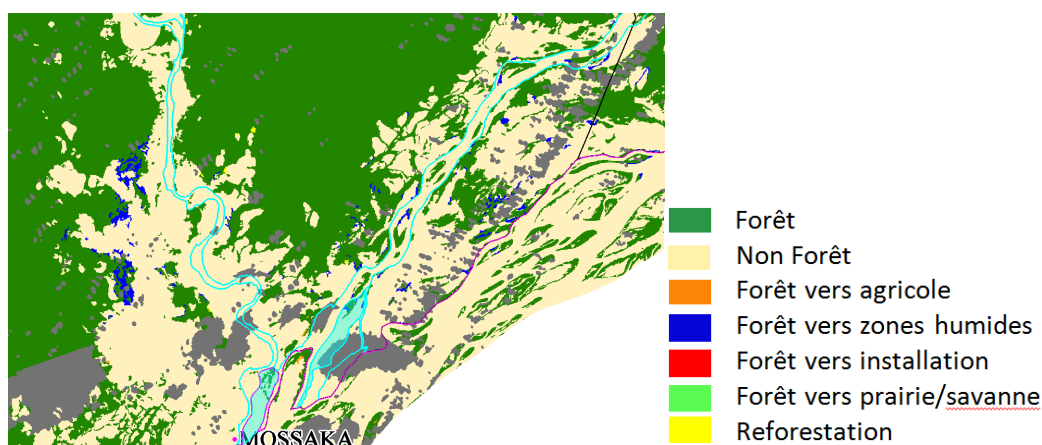 Forêt
Non Forêt
Forêt vers agricole
Forêt vers zones humides
Forêt vers installation
Forêt vers prairie/savanne
Reforestation
MOSSAKA